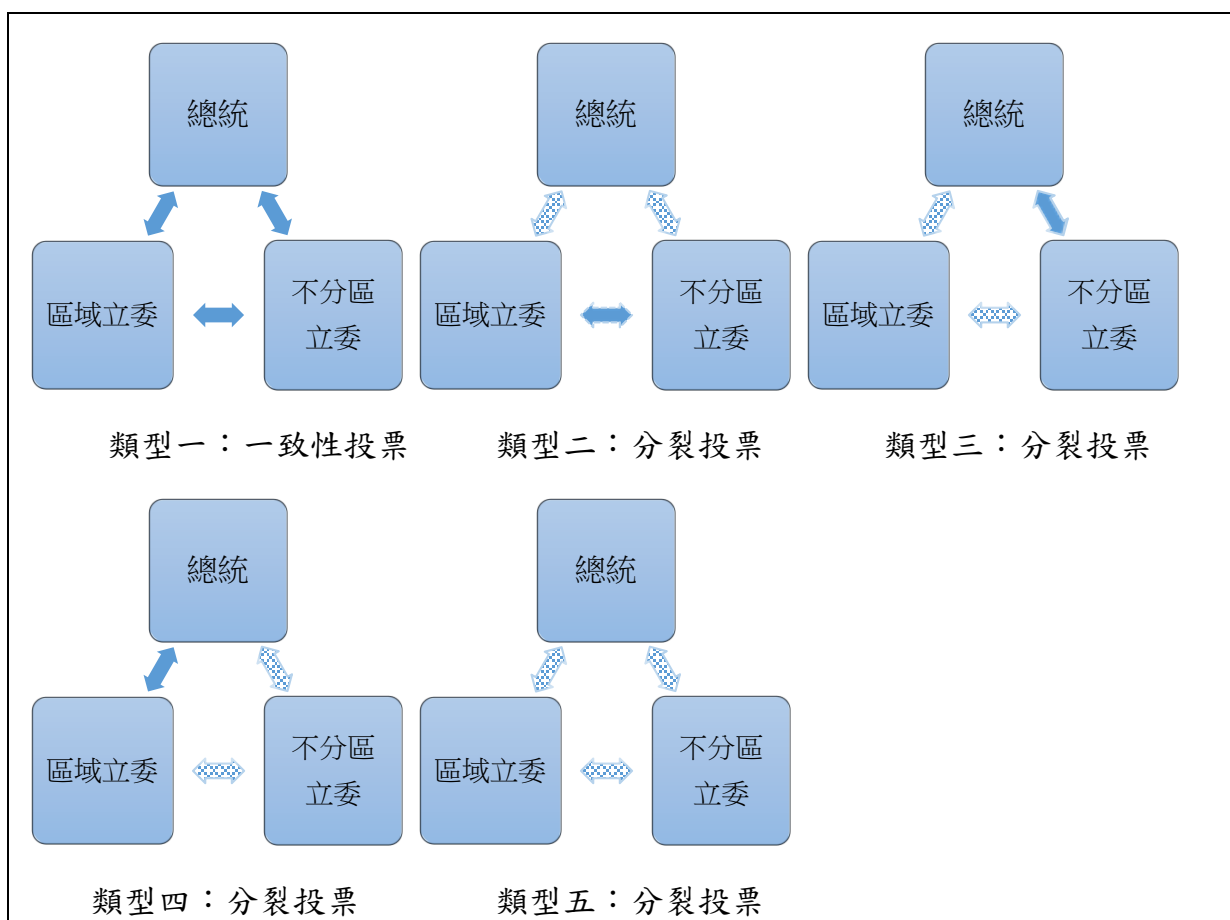 總統
總統
總統
區域立委
不分區
立委
區域立委
不分區
立委
區域立委
不分區
立委
類型一：一致性投票
類型二：分裂投票
類型三：分裂投票
總統
總統
區域立委
不分區
立委
區域立委
不分區
立委
類型四：分裂投票
類型五：分裂投票